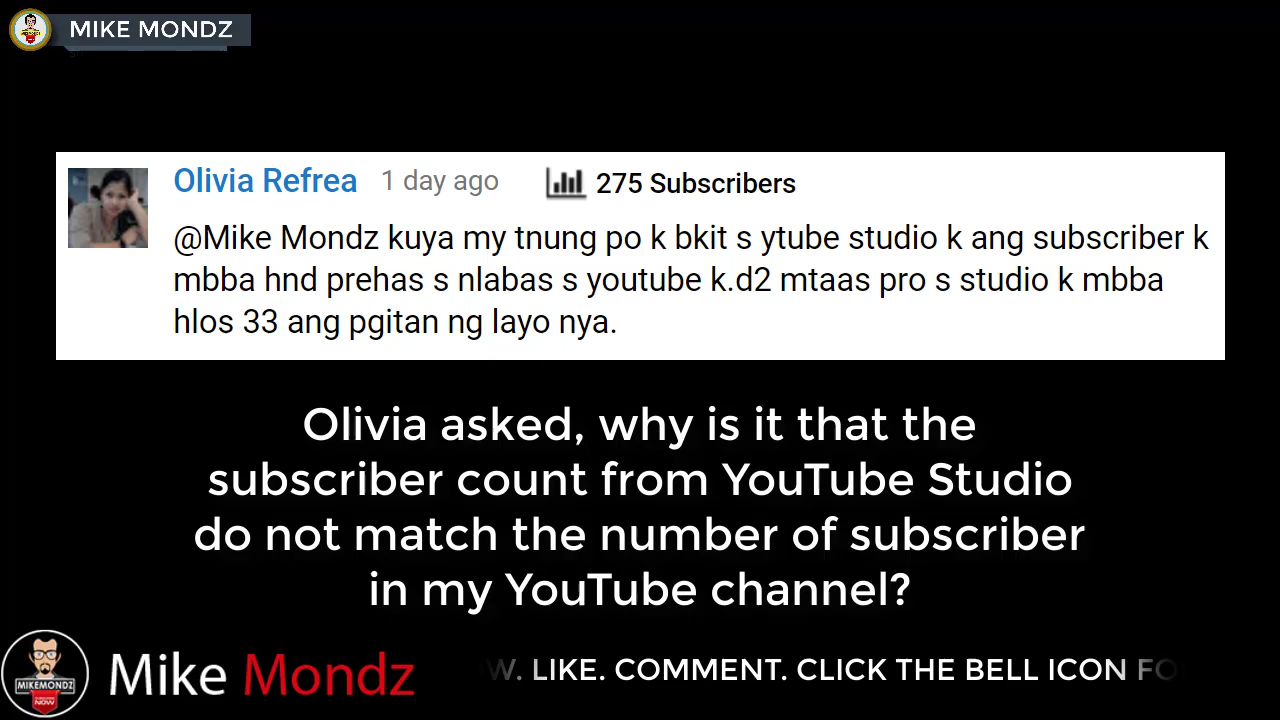 MIKE MONDZ
Olivia Refrea 1 day ago 275 Subscribers
@Mike Mondz kuya my tnung po k bkit s ytube studio k ang subscriber k
mbba hnd prehas s nlabas s youtube k.d2 mtaas pro s studio k mbba
hlos 33 ang pgitan ng layo nya.
Olivia asked, why is it that the
subscriber count from YouTube Studio
do not match the number of subscriber
in my YouTube channel?
MIKEMONDZ
NOW
Mike Mondz
W. LIKE. COMMENT. CLICK THE BELL ICON FO